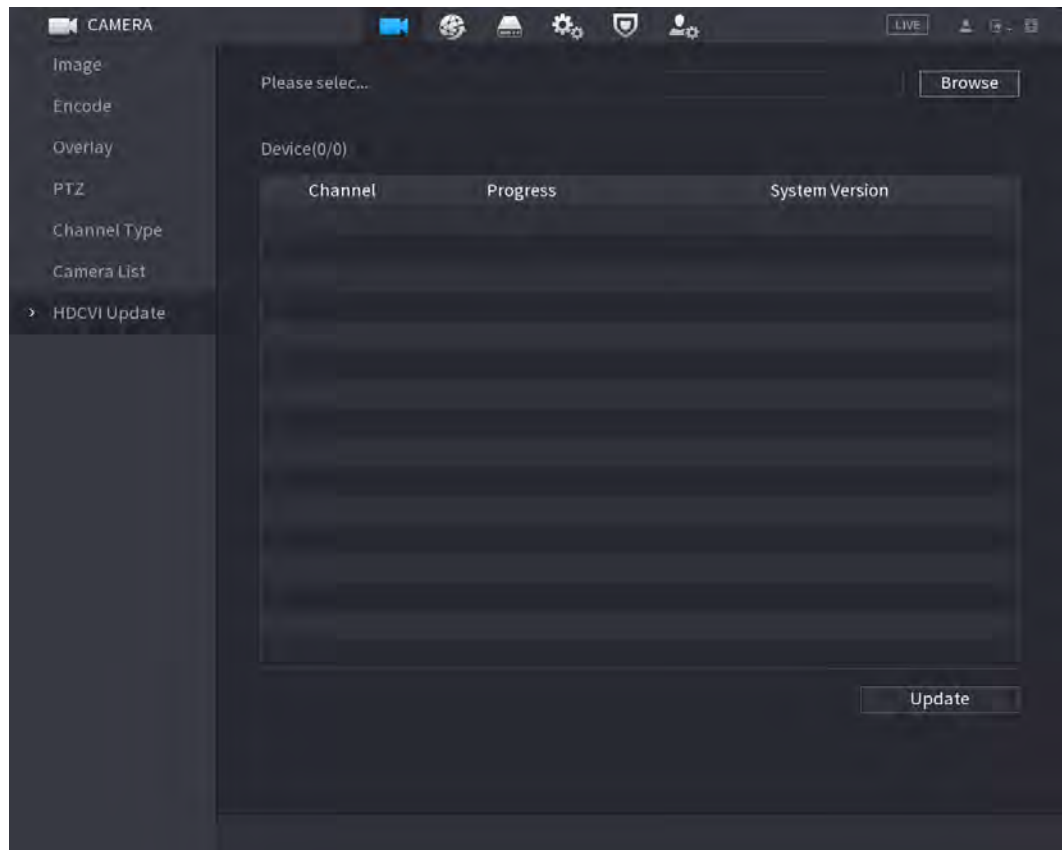 CAMERA
LIVE
Image
Encode
Overlay
PTZ
Channel Type
Camera List
HDCVI Update
Please selec...
Browse
Device(0/0)
Channel Progress System Version
Update